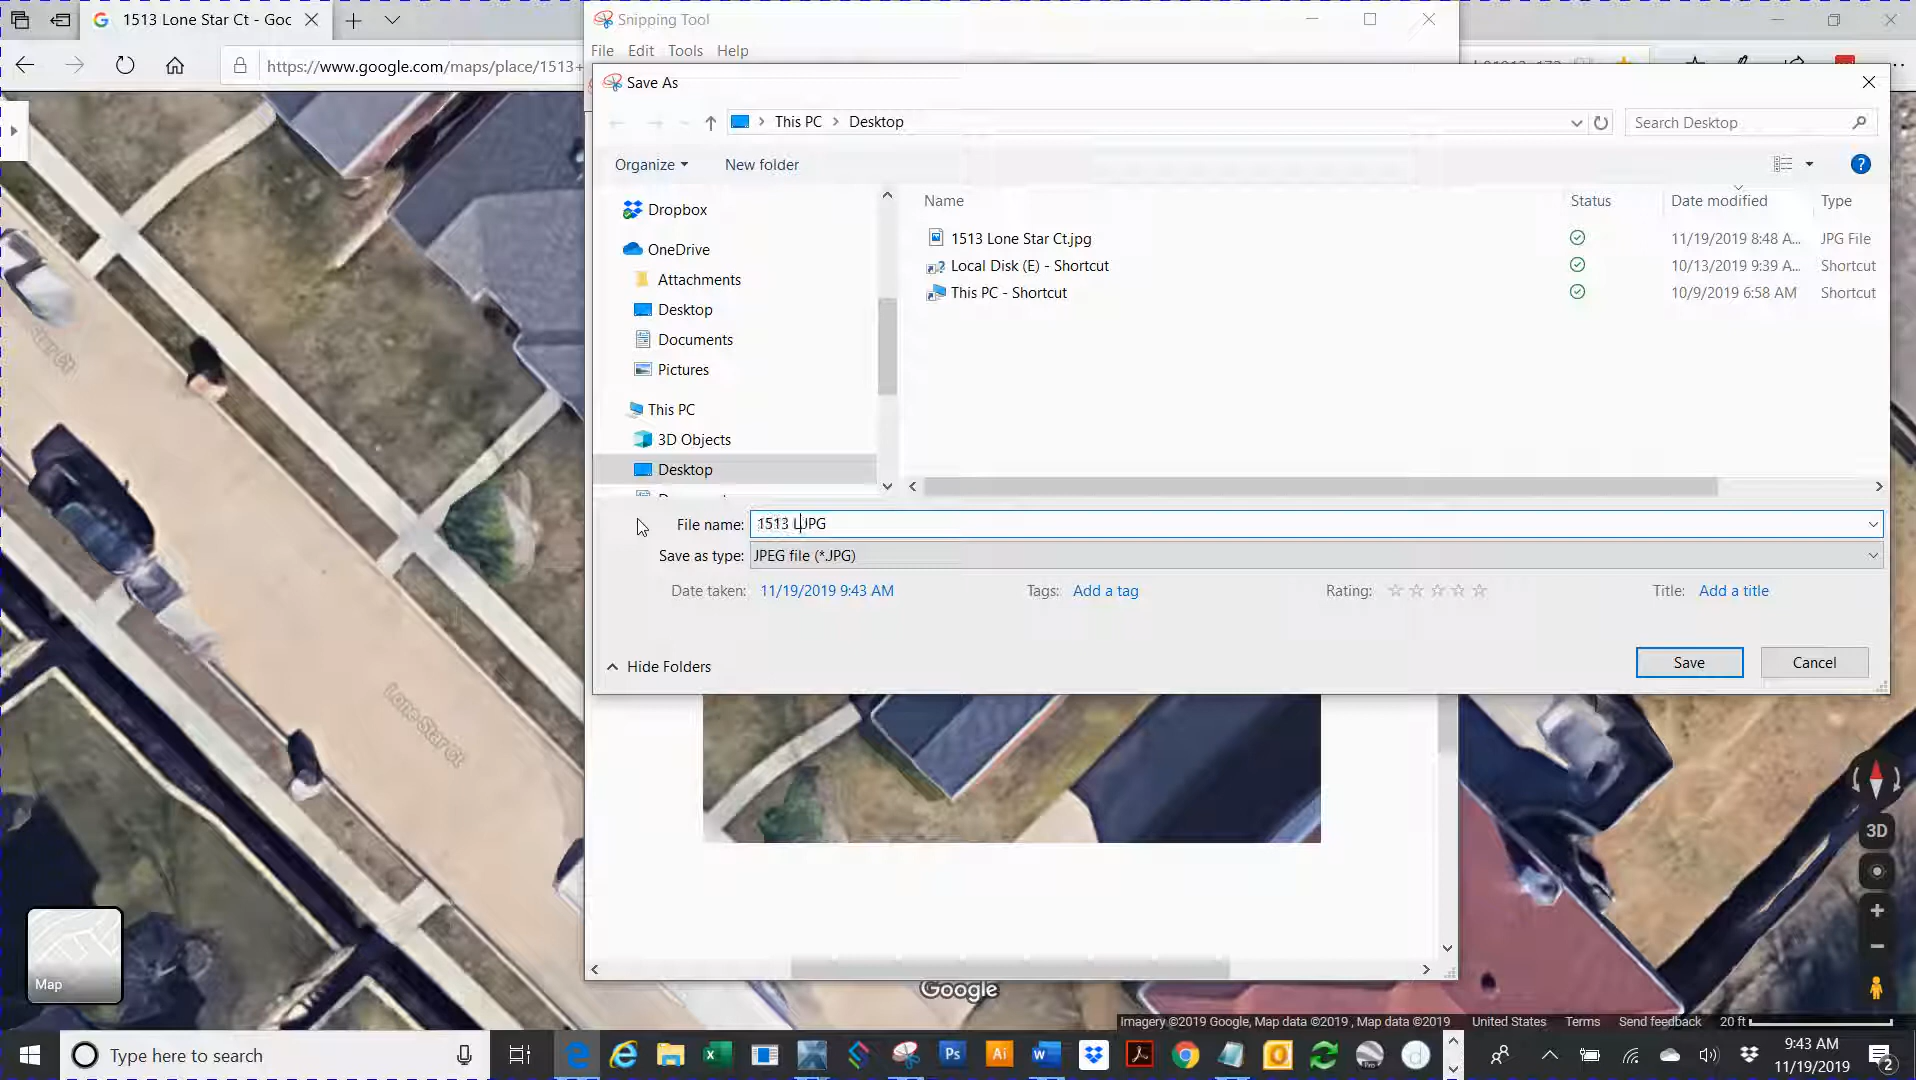 1513 Lone Star Ct - Goc
Snipping Tool
File Edit Tools Help
https://www.google.com/maps/place/1513+
Save As
This PC > Desktop
Search Desktop
Organize
New folder
Name Status Date modified Type
1513 Lone Star Ct.jpg 11/19/2019 8:48 A... JPG File
Local Disk (E) - Shortcut 10/13/2019 9:39 A... Shortcut
This PC - Shortcut 10/9/2019 6:58 AM Shortcut
Dropbox
OneDrive
Attachments
Desktop
Documents
Pictures
This PC
3D Objects
Desktop
File name: 1513 L.JPG
Save as type: JPEG file (*.JPG)
Date taken: 11/19/2019 9:43 AM Tags: Add a tag Rating: Title: Add a title
Hide Folders
Save Cancel
Lone Star Ct
Star Ct
3D
Map
Google
Imagery ©2019 Google, Map data ©2019 , Map data ©2019 United States Terms Send feedback 20 ft
Type here to search
Ps
Ai
9:43 AM
11/19/2019
2